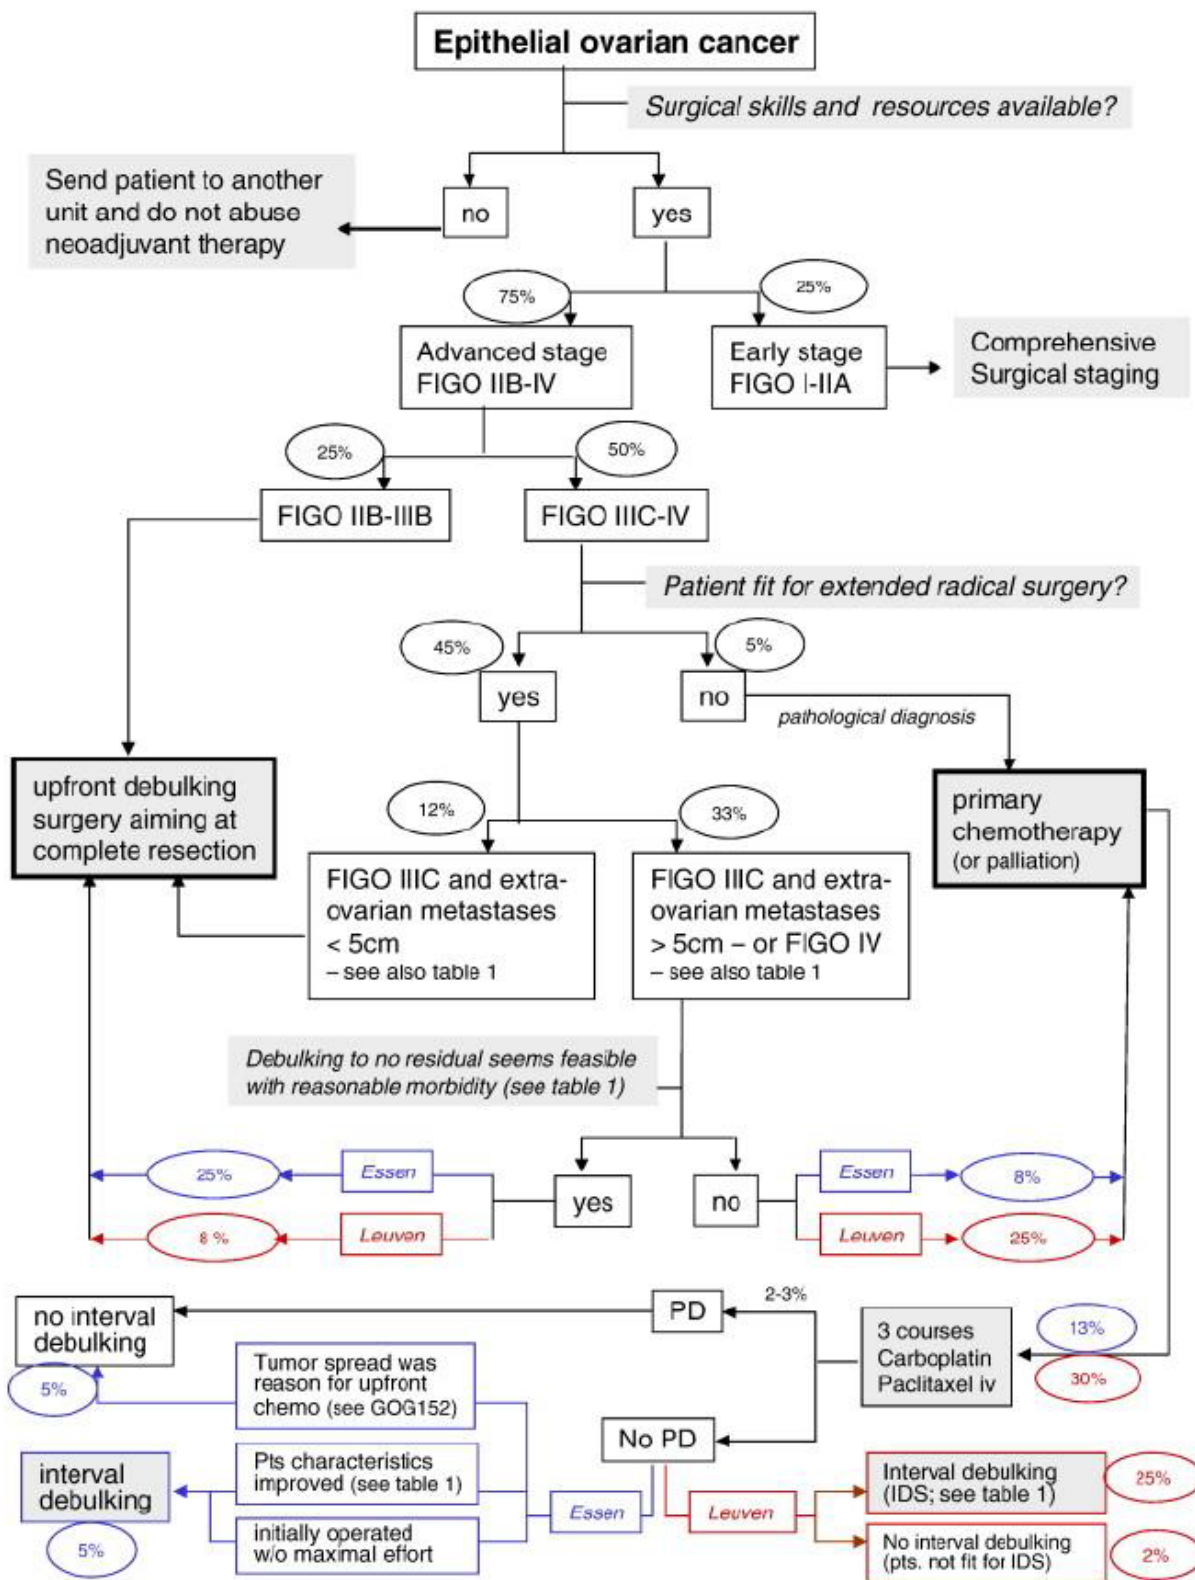 Epithelial ovarian cancer
Surgical skills and resources available?
Send patient to another
unit and do not abuse
neoadjuvant therapy
no
yes
75%
25%
Advanced stage
FIGO IIB-IV
Early stage
FIGO I-IIA
Comprehensive
Surgical staging
25%
50%
FIGO IIB-IIIB
FIGO IIIC-IV
Patient fit for extended radical surgery?
45%
5%
yes
no
pathological diagnosis
upfront debulking
surgery aiming at
complete resection
primary
chemotherapy
(or palliation)
12%
33%
FIGO IIIC and extra-
ovarian metastases
< 5cm
– see also table 1
FIGO IIIC and extra-
ovarian metastases
> 5cm – or FIGO IV
– see also table 1
Debulking to no residual seems feasible
with reasonable morbidity (see table 1)
25%
Essen
yes
no
Essen
8%
8 %
Leuven
Leuven
25%
no interval
debulking
PD
2-3%
3 courses
Carboplatin
Paclitaxel iv
13%
30%
5%
Tumor spread was
reason for upfront
chemo (see GOG152)
No PD
interval
debulking
5%
Pts characteristics
improved (see table 1)
initially operated
w/o maximal effort
Essen
Leuven
Interval debulking
(IDS; see table 1)
25%
No interval debulking
(pts. not fit for IDS)
2%